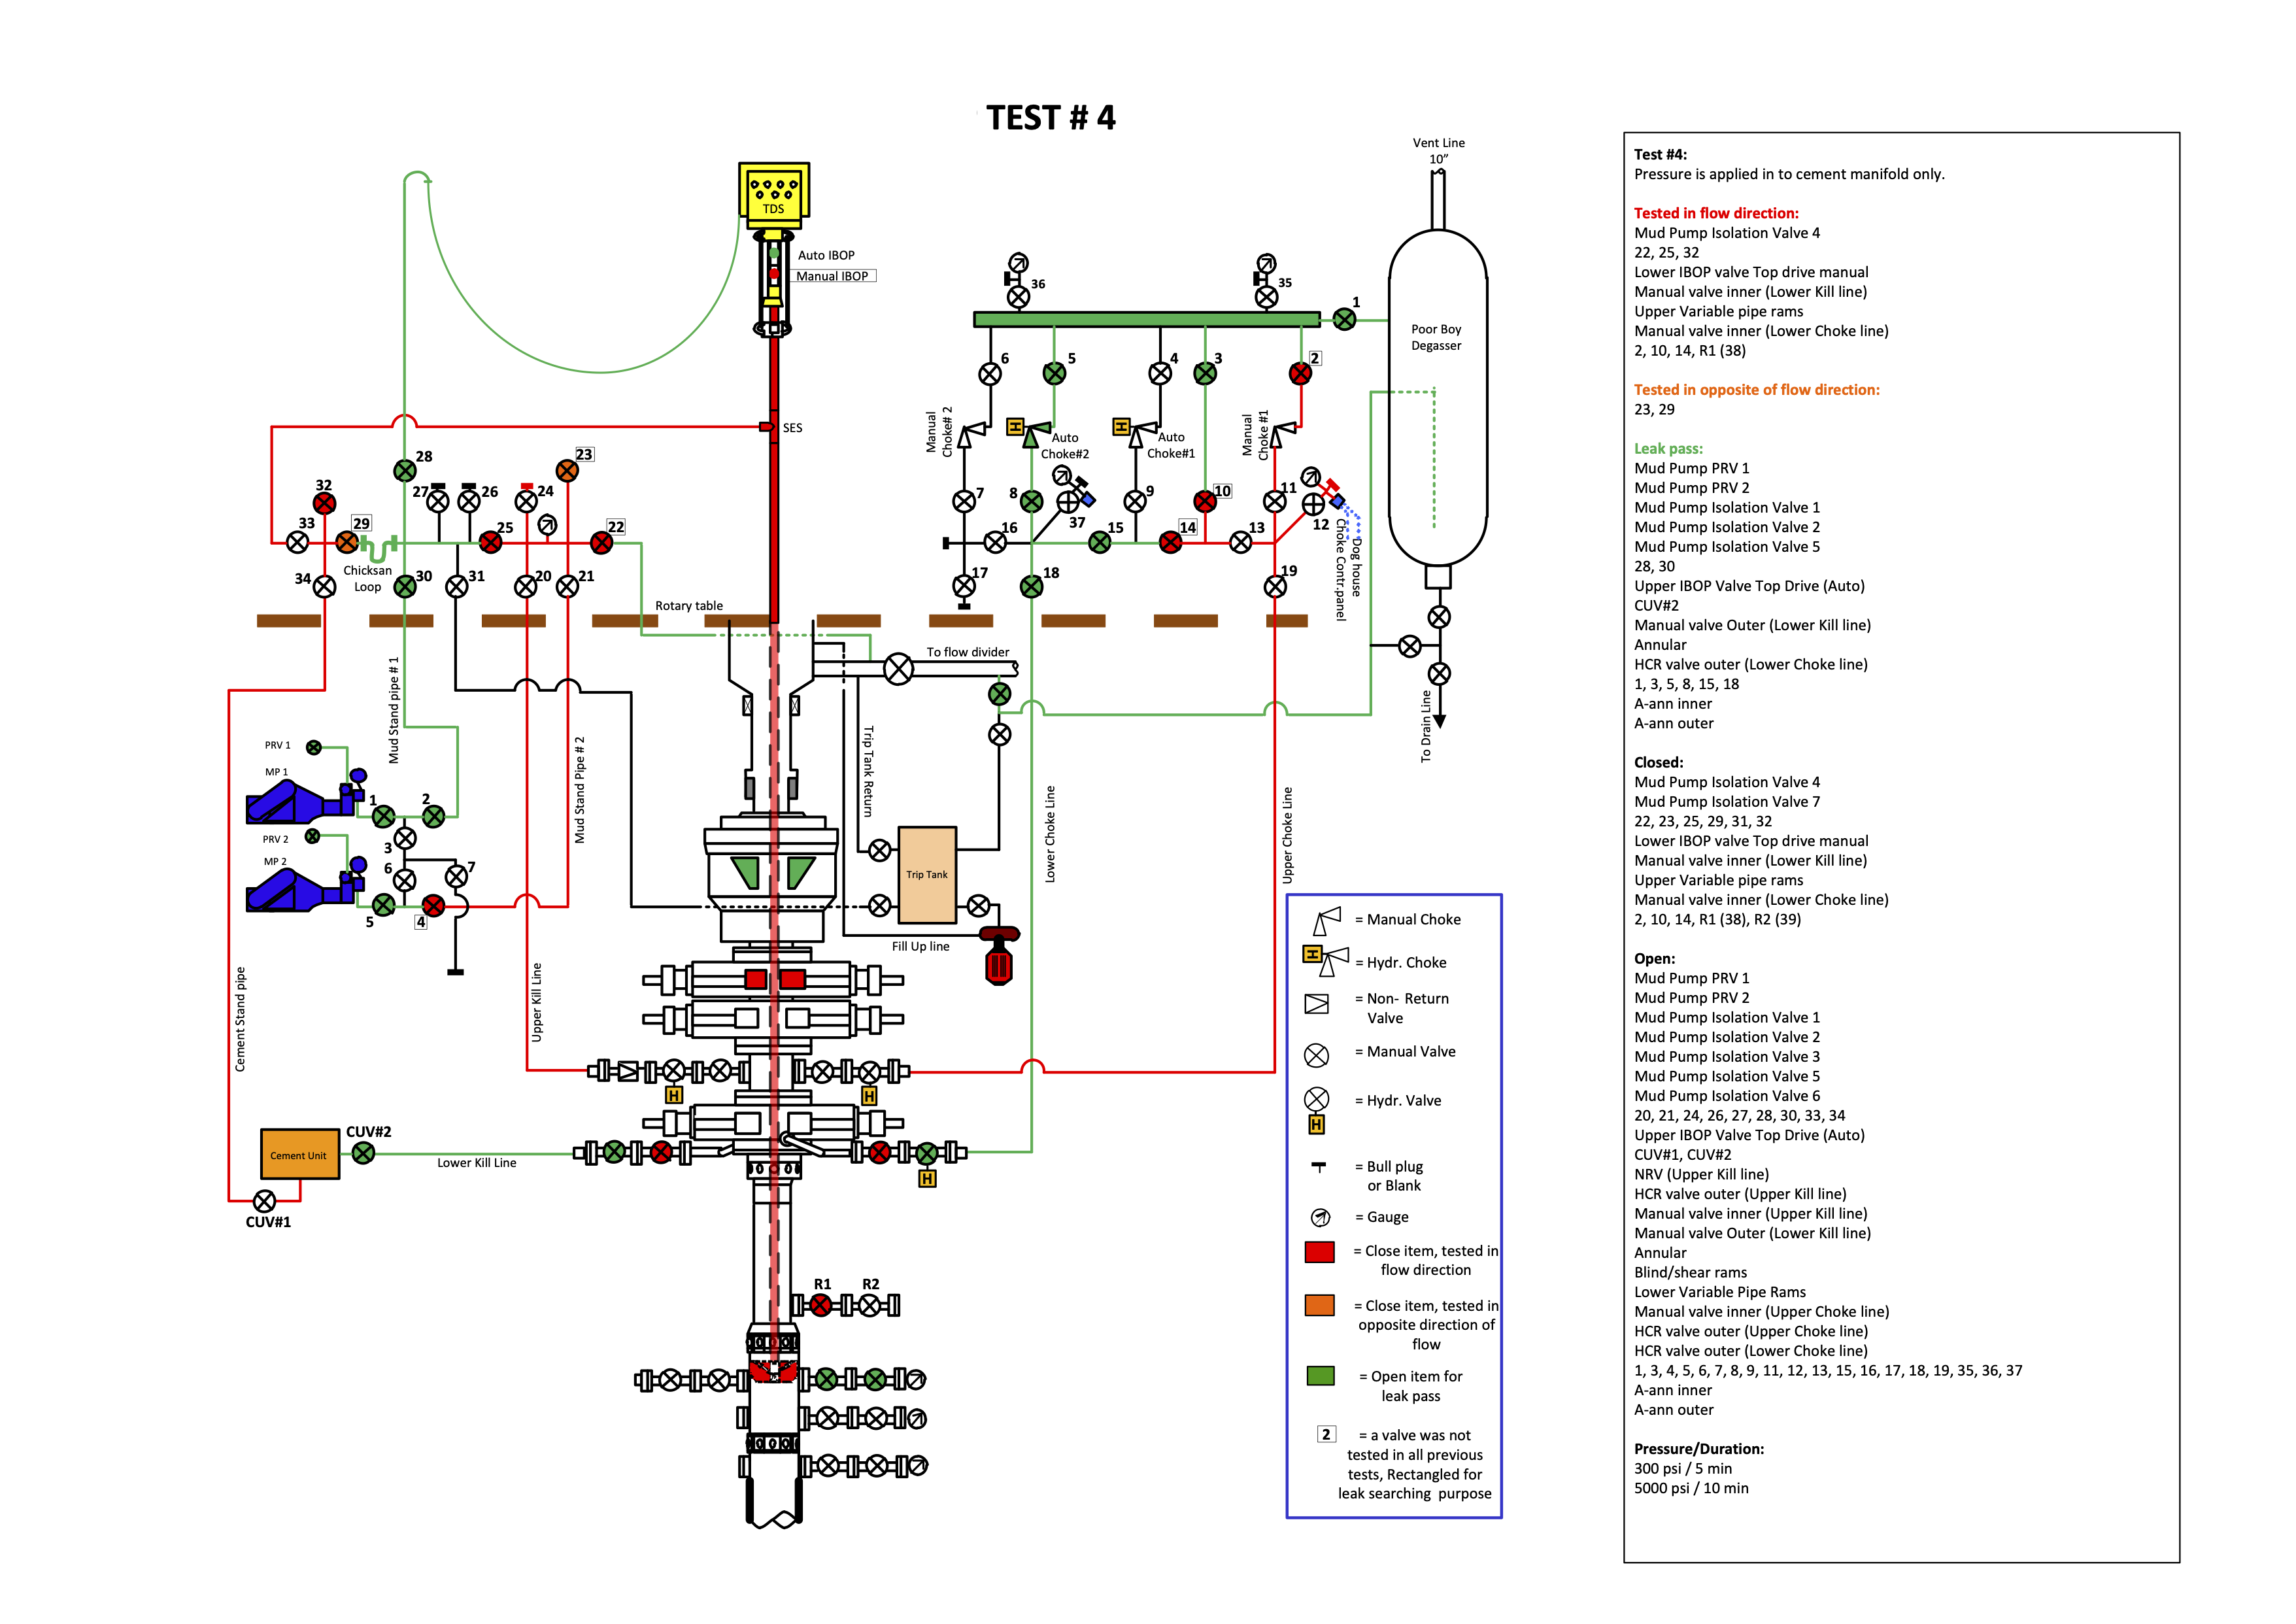 TEST # 4
Vent Line
10”
TDS
Auto IBOP
Manual IBOP
SES
36
35
1
Poor Boy
Degasser
6
5
4
3
2
Manual
Choke# 2
H
Auto
Choke#2
H
Auto
Choke#1
Manual
Choke #1
28
23
32
27
26
24
33
29
25
22
34
Chicksan
Loop
30
31
20
21
7
8
37
9
10
11
12
16
15
14
13
17
18
19
Choke Contr.panel
Dog house
Rotary table
To flow divider
To Drain Line
Mud Stand pipe # 1
Mud Stand Pipe # 2
Trip Tank Return
PRV 1
MP 1
1
2
PRV 2
3
MP 2
6
7
5
4
Trip Tank
Fill Up line
Lower Choke Line
Upper Choke Line
Cement Stand pipe
Upper Kill Line
H
H
CUV#2
Cement Unit
Lower Kill Line
H
CUV#1
R1
R2
= Manual Choke
H
= Hydr. Choke
= Non- Return
Valve
= Manual Valve
= Hydr. Valve
H
= Bull plug
or Blank
= Gauge
= Close item, tested in
flow direction
= Close item, tested in
opposite direction of
flow
= Open item for
leak pass
2
= a valve was not
tested in all previous
tests, Rectangled for
leak searching purpose
Test #4:
Pressure is applied in to cement manifold only.
Tested in flow direction:
Mud Pump Isolation Valve 4
22, 25, 32
Lower IBOP valve Top drive manual
Manual valve inner (Lower Kill line)
Upper Variable pipe rams
Manual valve inner (Lower Choke line)
2, 10, 14, R1 (38)
Tested in opposite of flow direction:
23, 29
Leak pass:
Mud Pump PRV 1
Mud Pump PRV 2
Mud Pump Isolation Valve 1
Mud Pump Isolation Valve 2
Mud Pump Isolation Valve 5
28, 30
Upper IBOP Valve Top Drive (Auto)
CUV#2
Manual valve Outer (Lower Kill line)
Annular
HCR valve outer (Lower Choke line)
1, 3, 5, 8, 15, 18
A-ann inner
A-ann outer
Closed:
Mud Pump Isolation Valve 4
Mud Pump Isolation Valve 7
22, 23, 25, 29, 31, 32
Lower IBOP valve Top drive manual
Manual valve inner (Lower Kill line)
Upper Variable pipe rams
Manual valve inner (Lower Choke line)
2, 10, 14, R1 (38), R2 (39)
Open:
Mud Pump PRV 1
Mud Pump PRV 2
Mud Pump Isolation Valve 1
Mud Pump Isolation Valve 2
Mud Pump Isolation Valve 3
Mud Pump Isolation Valve 5
Mud Pump Isolation Valve 6
20, 21, 24, 26, 27, 28, 30, 33, 34
Upper IBOP Valve Top Drive (Auto)
CUV#1, CUV#2
NRV (Upper Kill line)
HCR valve outer (Upper Kill line)
Manual valve inner (Upper Kill line)
Manual valve Outer (Lower Kill line)
Annular
Blind/shear rams
Lower Variable Pipe Rams
Manual valve inner (Upper Choke line)
HCR valve outer (Upper Choke line)
HCR valve outer (Lower Choke line)
1, 3, 4, 5, 6, 7, 8, 9, 11, 12, 13, 15, 16, 17, 18, 19, 35, 36, 37
A-ann inner
A-ann outer
Pressure/Duration:
300 psi / 5 min
5000 psi / 10 min